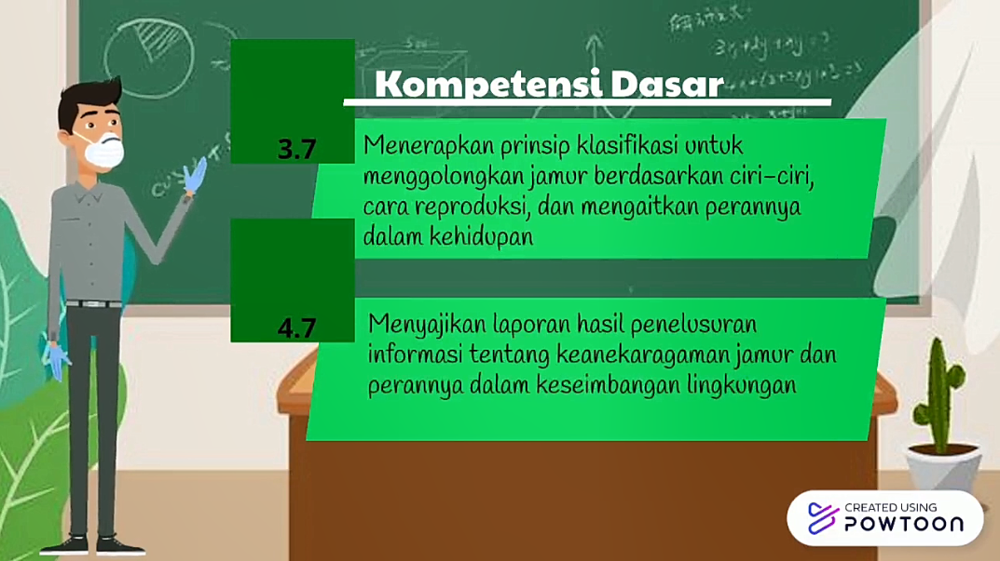 Kompetensi Dasar
3.7
Menerapkan prinsip klasifikasi untuk
menggolongkan jamur berdasarkan ciri-ciri,
cara reproduksi, dan mengaitkan perannya
dalam kehidupan
4.7
Menyajikan laporan hasil penelusuran
informasi tentang keanekaragaman jamur dan
perannya dalam keseimbangan lingkungan
CREATED USING
POWTOON